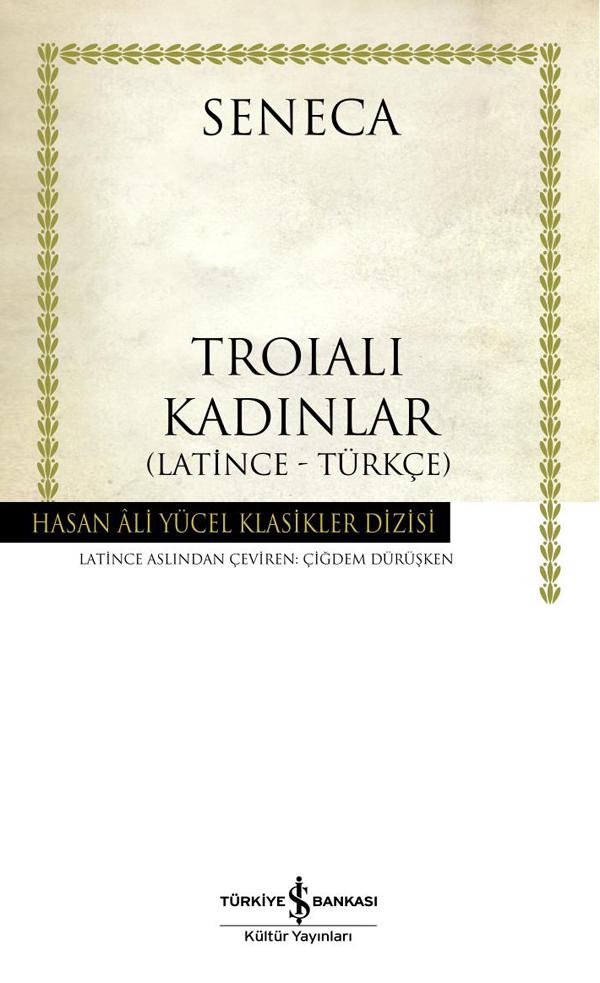 SENECA
TROIALI
KADINLAR
(LATİNCE - TÜRKÇE)
HASAN ÂLİ YÜCEL KLASİKLER DİZİSİ
LATİNCE ASLINDAN ÇEVİREN: ÇİĞDEM DÜRÜŞKEN
TÜRKİYE İŞ BANKASI
Kültür Yayınları